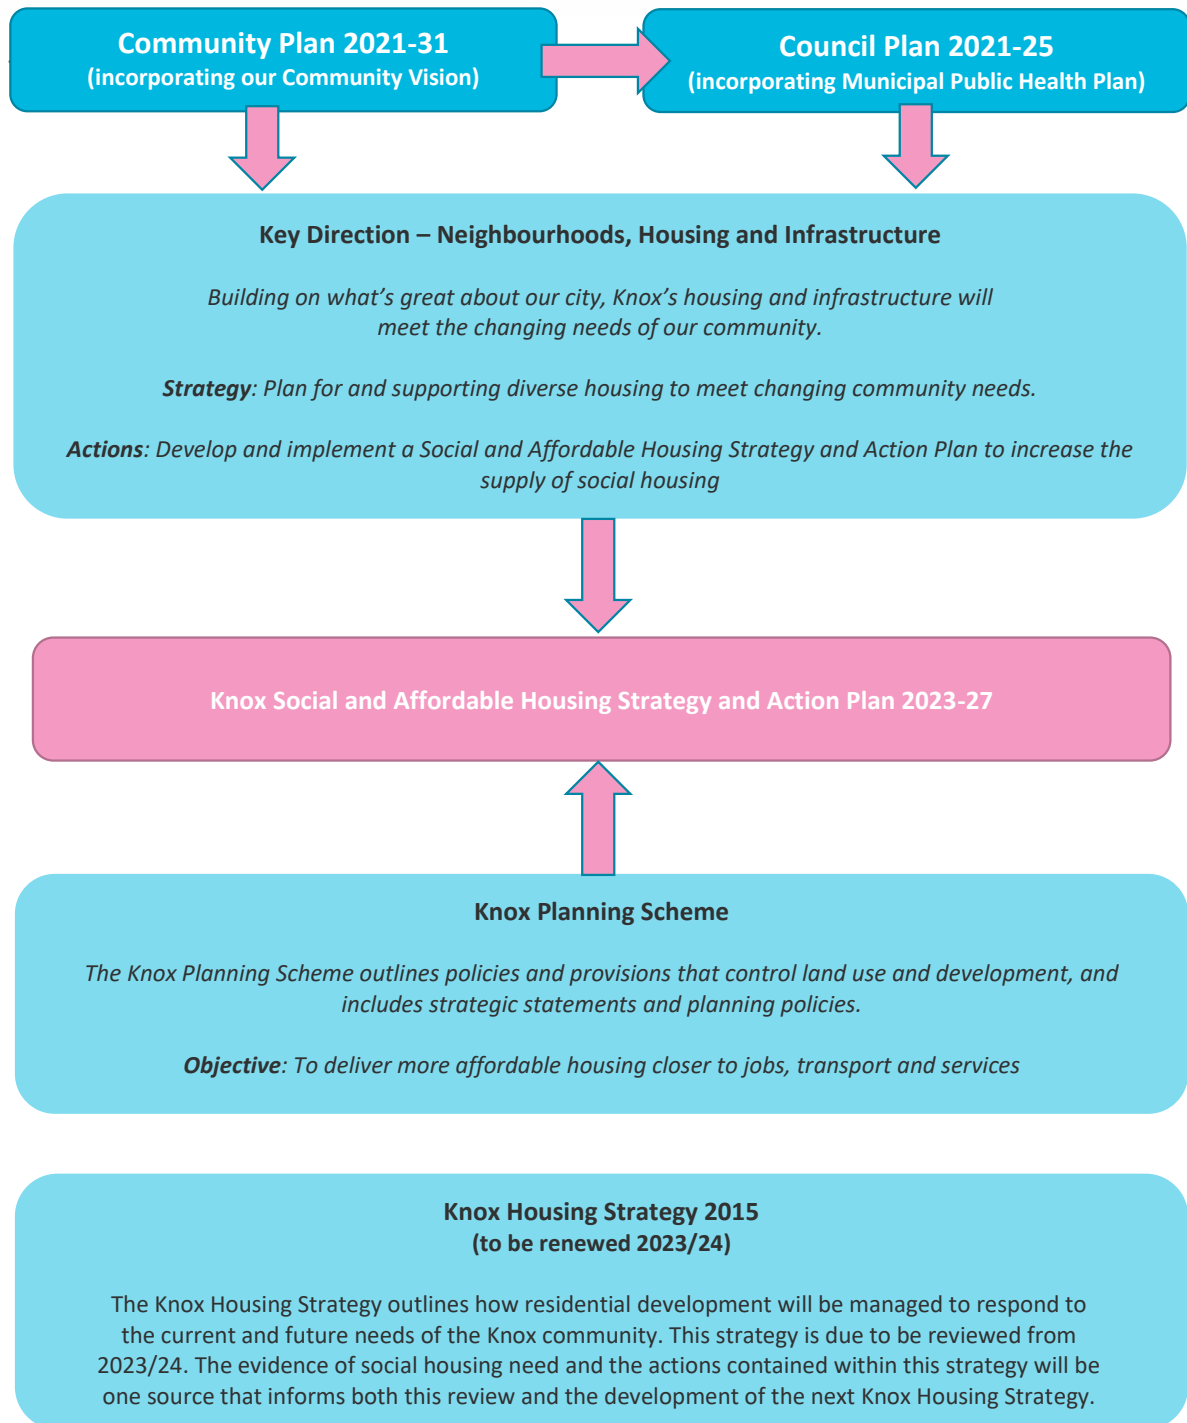 Community Plan 2021-31
(incorporating our Community Vision)
Council Plan 2021-25
(incorporating Municipal Public Health Plan)
Key Direction – Neighbourhoods, Housing and Infrastructure
Building on what’s great about our city, Knox’s housing and infrastructure will
meet the changing needs of our community.
Strategy: Plan for and supporting diverse housing to meet changing community needs.
Actions: Develop and implement a Social and Affordable Housing Strategy and Action Plan to increase the
supply of social housing
Knox Social and Affordable Housing Strategy and Action Plan 2023-27
Knox Planning Scheme
The Knox Planning Scheme outlines policies and provisions that control land use and development, and
includes strategic statements and planning policies.
Objective: To deliver more affordable housing closer to jobs, transport and services
Knox Housing Strategy 2015
(to be renewed 2023/24)
The Knox Housing Strategy outlines how residential development will be managed to respond to
the current and future needs of the Knox community. This strategy is due to be reviewed from
2023/24. The evidence of social housing need and the actions contained within this strategy will be
one source that informs both this review and the development of the next Knox Housing Strategy.